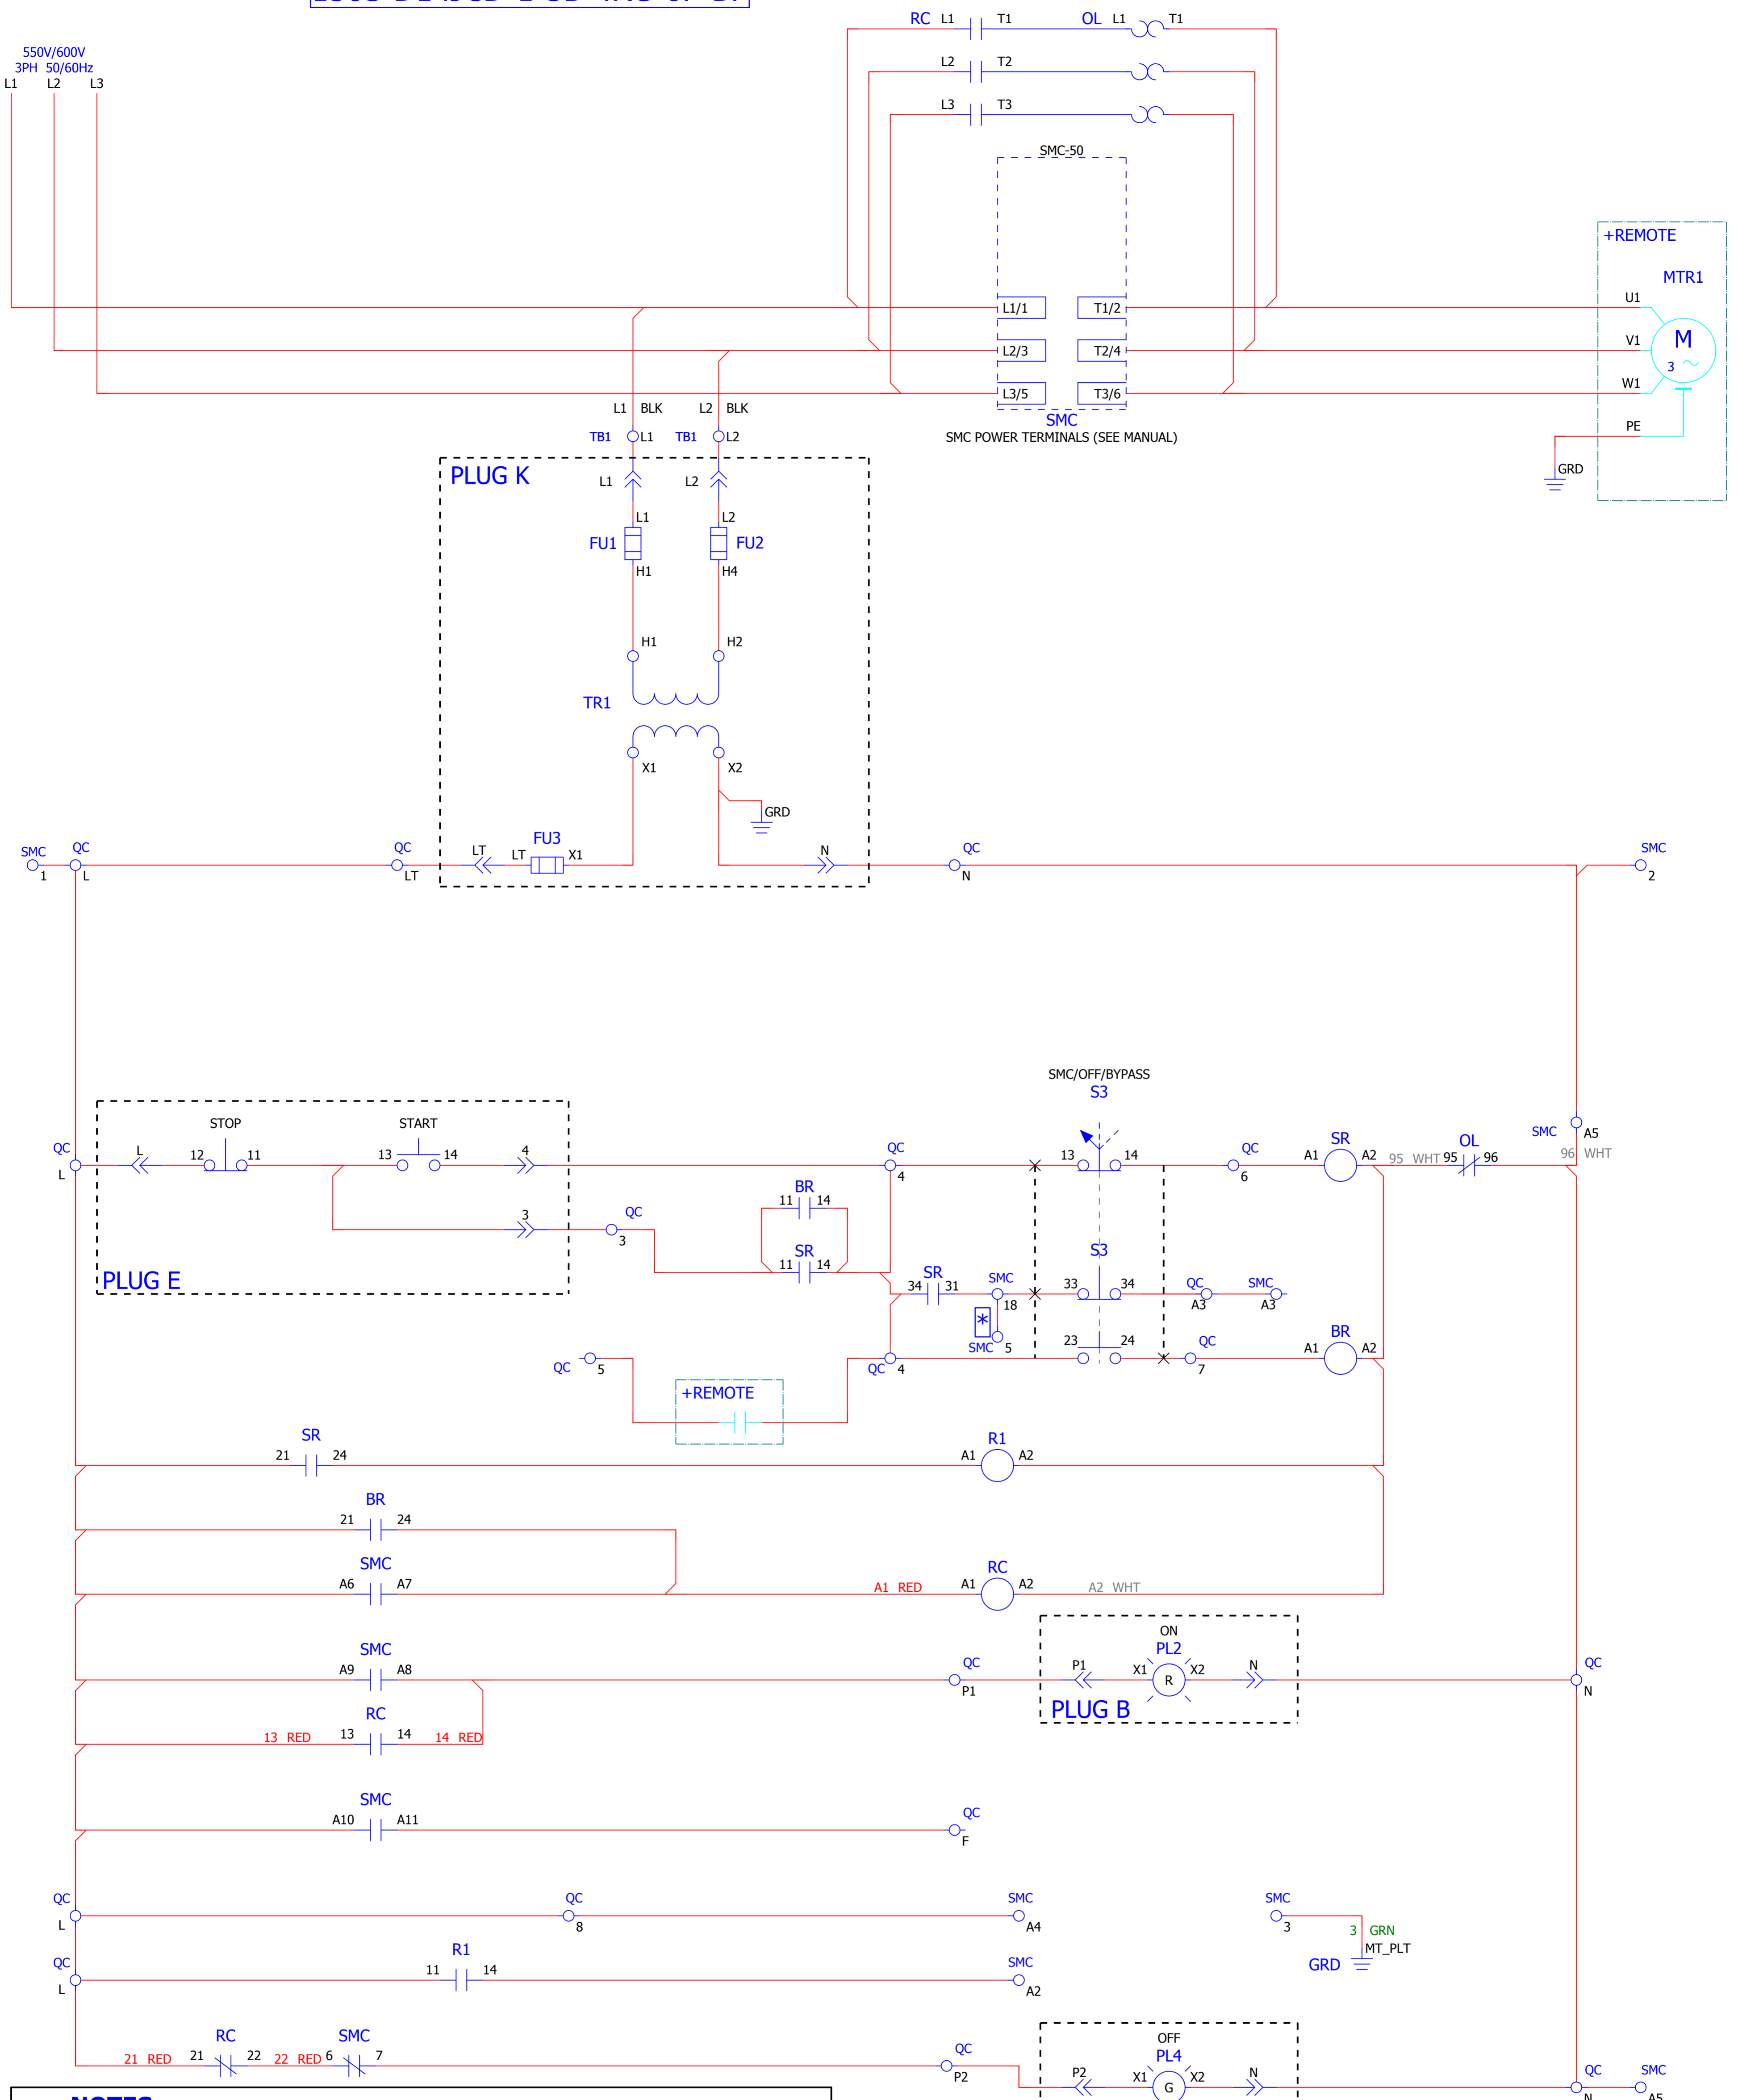 RC L1 T1 OL L1 T1
550V/600V
3PH 50/60Hz
L1 L2 L3
L2 T2
L3 T3
SMC-50
+REMOTE
MTR1
L1/1 T1/2 U1
L2/3 T2/4 V1 M
3
L3/5 T3/6 W1
L1 BLK L2 BLK
SMC
PE
TB1 L1 TB1 L2
SMC POWER TERMINALS (SEE MANUAL)
PLUG K
GRD
L1 L2
L1 L2
FU1 FU2
H1 H4
H1 H2
TR1
X1 X2
GRD
FU3
SMC QC QC LT LT X1 N QC SMC
1 L LT N 2
SMC/OFF/BYPASS
S3
STOP START
QC L 12 11 13 14 4 QC 13 14 QC SR SMC A5
L 4 6 A1 A2 95 WHT 95 OL 96 96 WHT
BR
11 14
3 QC
3
SR
11 14
S3
PLUG E
SR
34 31 SMC 33 34 QC SMC
18 A3 A3
*
SMC 5
23 24 QC BR
QC 5 QC 4 7 A1 A2
+REMOTE
SR R1
21 24 A1 A2
BR
21 24
SMC RC
A6 A7 A1 RED A1 A2 A2 WHT
ON
SMC PL2
A9 A8 QC P1 X1 R X2 N QC
P1 N
PLUG B
RC
13 RED 13 14 14 RED
SMC
A10 A11 QC
F
QC QC SMC SMC
L 8 A4 3
3 GRN
MT_PLT
GRD
QC R1 SMC
L 11 14 A2
OFF
RC SMC PL4
21 RED 21 22 22 RED 6 7 QC
P2 P2 X1 G X2 N QC SMC
N A5